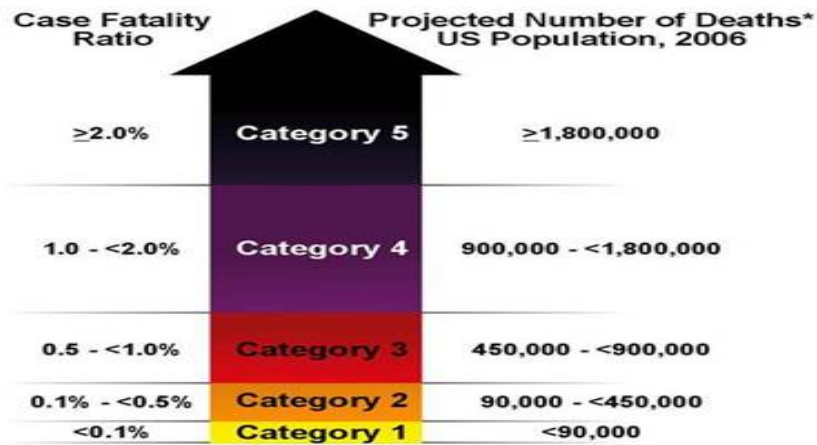 Case Fatality
Ratio
Projected Number of Deaths*
US Population, 2006
≥2.0% Category 5 ≥1,800,000
1.0 - <2.0% Category 4 900,000 - <1,800,000
0.5 - <1.0% Category 3 450,000 - <900,000
0.1% - <0.5% Category 2 90,000 - <450,000
<0.1% Category 1 <90,000